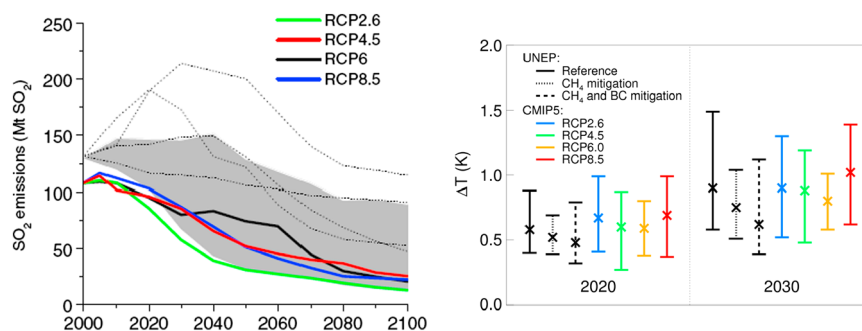 SO2 emissions (Mt SO2)
250
200
150
100
50
0
2000
2020
2040
2060
2080
2100
RCP2.6
RCP4.5
RCP6
RCP8.5
ΔT (K)
2.0
1.5
1.0
0.5
0.0
UNEP:
Reference
CH4 mitigation
CH4 and BC mitigation
CMIP5:
RCP2.6
RCP4.5
RCP6.0
RCP8.5
2020
2030